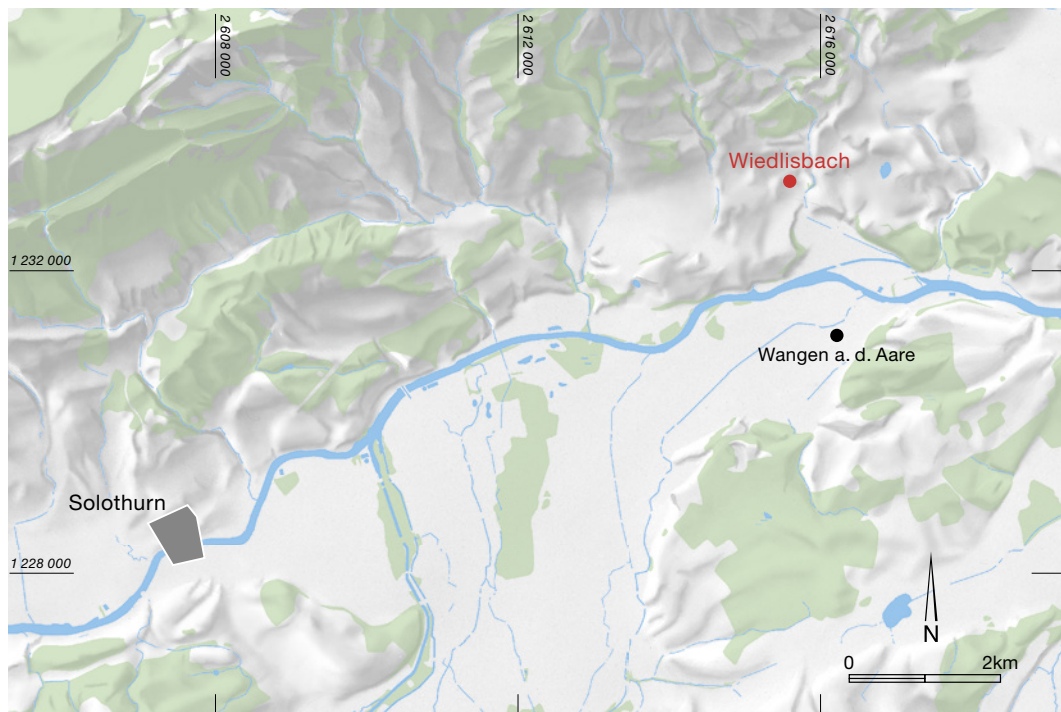 2 608 000
2 612 000
2 616 000
Wiedlisbach
1 232 000
Wangen a. d. Aare
Solothurn
1 228 000
N
0 2km